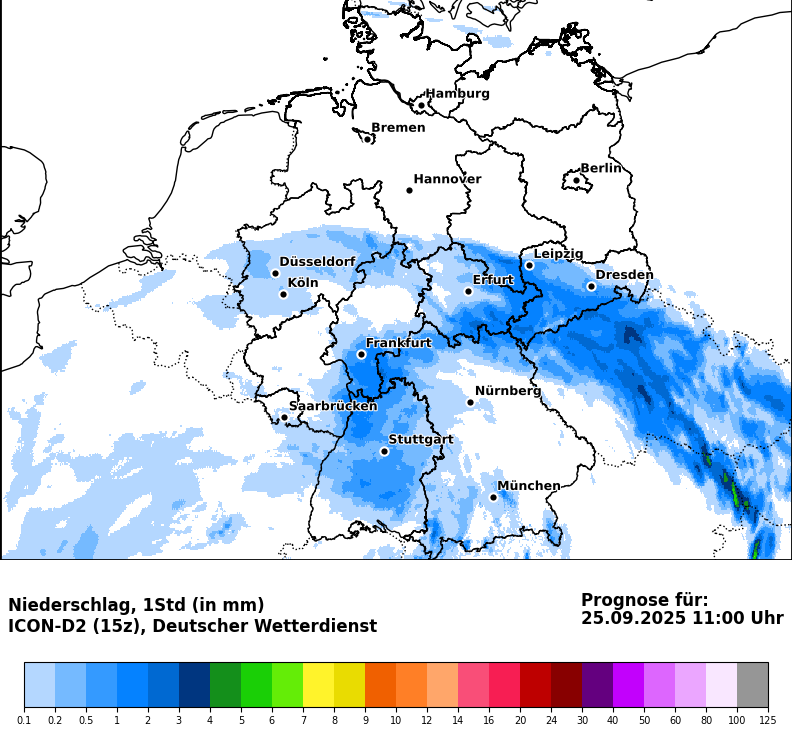 Hamburg
Bremen
Berlin
Hannover
Leipzig
Düsseldorf
Dresden
Köln
Erfurt
Frankfurt
Nürnberg
Saarbrücken
Stuttgart
München
Niederschlag, 1Std (in mm)
ICON-D2 (15z), Deutscher Wetterdienst
Prognose für:
25.09.2025 11:00 Uhr
0.1 0.2 0.5 1 2 3 4 5 6 7 8 9 10 12 14 16 20 24 30 40 50 60 80 100 125